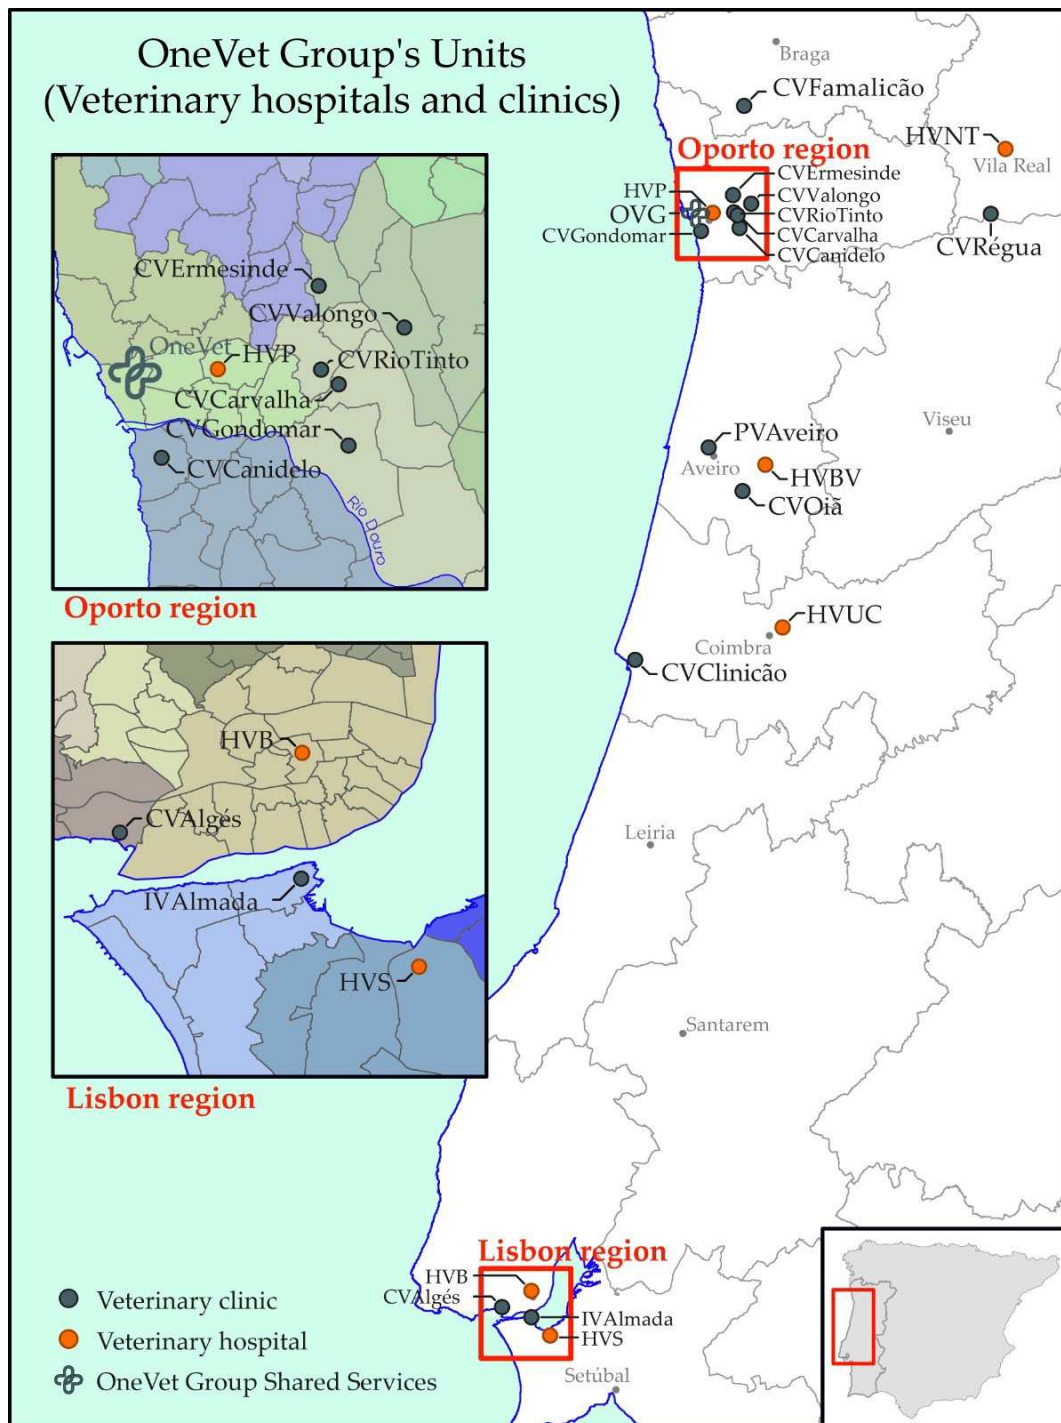 OneVet Group's Units
(Veterinary hospitals and clinics)
Braga
CVFamalicão
HVNT
Vila Real
Oporto region
CVErmesinde
HVP
CVValongo
OVG
CVRioTinto
CVGondomar
CVCarvalha
CVCanidelo
CVRégua
CVErmesinde
CVValongo
OneVet
HVP
CVRioTinto
CVCarvalha
CVGondomar
CVCanidelo
Rio Douro
Oporto region
PVAveiro
Viseu
Aveiro
HVBV
CVOiã
HVUC
Coimbra
CVClinicão
HVB
CVAlgés
IVAlmada
HVS
Lisbon region
Leiria
Santarem
Lisbon region
HVB
CVAlgés
IVAlmada
HVS
Setúbal
Veterinary clinic
Veterinary hospital
OneVet Group Shared Services